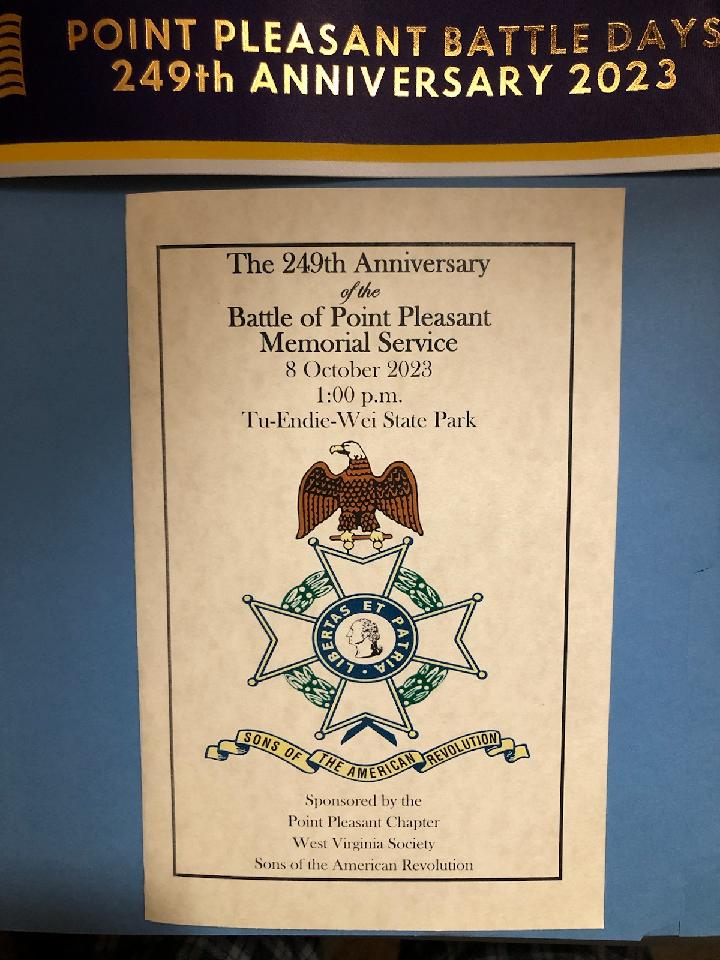 POINT PLEASANT BATTLE DAYS
249th ANNIVERSARY 2023
The 249th Anniversary
of the
Battle of Point Pleasant
Memorial Service
8 October 2023
1:00 p.m.
Tu-Endie-Wei State Park
LIBERTAS ET PATRIA
SONS OF THE AMERICAN REVOLUTION
Sponsored by the
Point Pleasant Chapter
West Virginia Society
Sons of the American Revolution